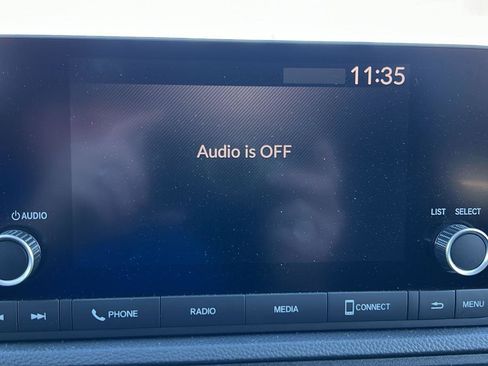 11:35
Audio is OFF
AUDIO
LIST SELECT
PHONE RADIO MEDIA CONNECT MENU